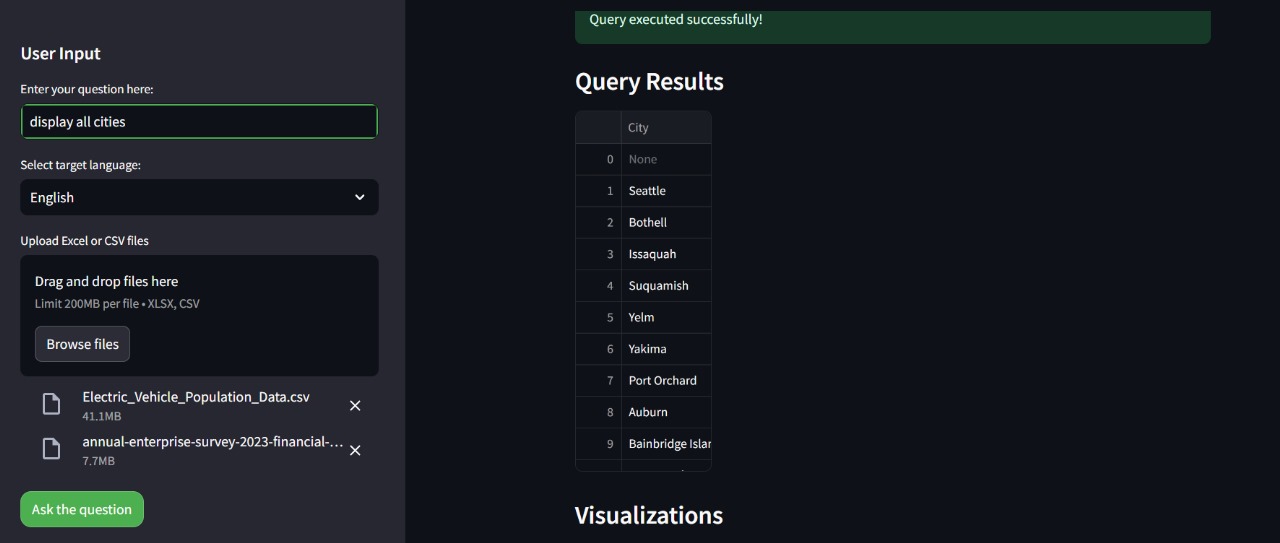 User Input
Enter your question here:
display all cities
Select target language:
English
Upload Excel or CSV files
Drag and drop files here
Limit 200MB per file • XLSX, CSV
Browse files
Electric_Vehicle_Population_Data.csv
41.1MB
annual-enterprise-survey-2023-financial-...
7.7MB
Ask the question
Query executed successfully!
Query Results
City
0 None
1 Seattle
2 Bothell
3 Issaquah
4 Suquamish
5 Yelm
6 Yakima
7 Port Orchard
8 Auburn
9 Bainbridge Islan
Visualizations